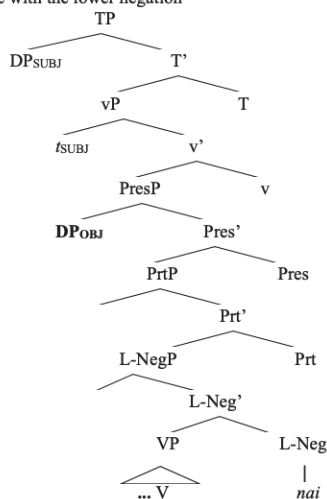 e with the lower negation
TP
DPSUBJ T’
vP T
tSUBJ v’
PresP v
DPOBJ Pres’
PrtP Pres
Prt’
L-NegP Prt
L-Neg’
VP L-Neg
... V nai